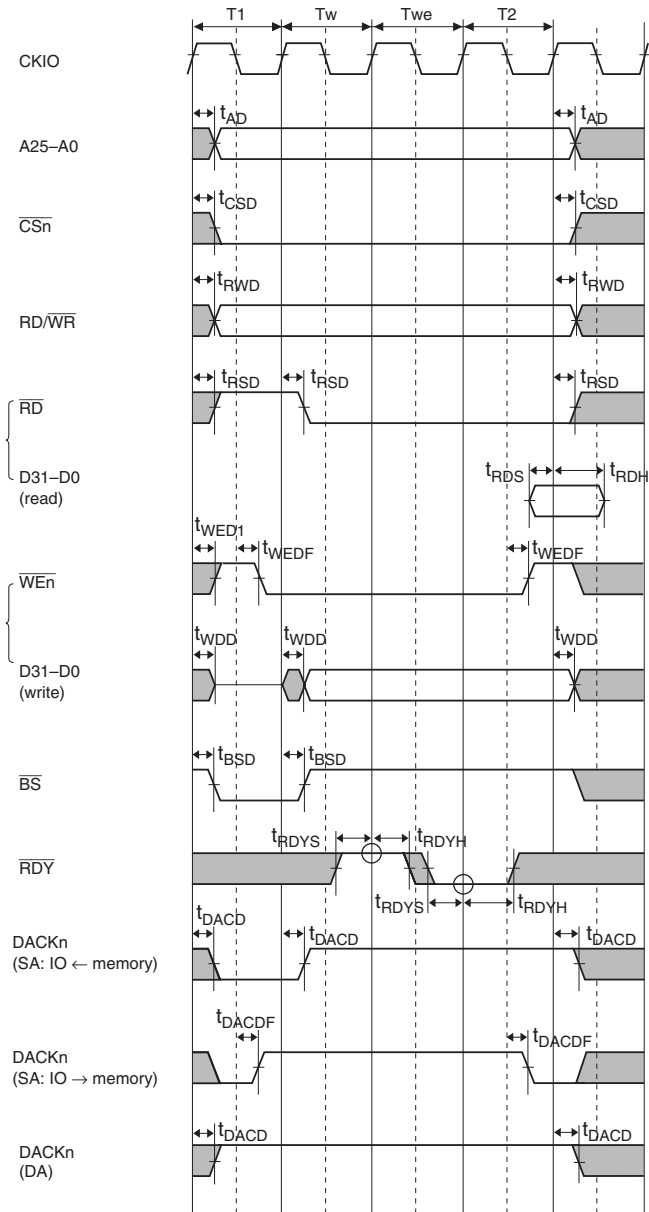 T1 Tw Twe T2
CKIO
tAD tAD
A25–A0
tCSD tCSD
CSn
tRWD tRWD
RD/WR
tRSD tRSD tRSD
RD
tRDS tRDH
D31–D0
(read)
tWED1 tWEDF tWEDF
WEn
tWDD tWDD tWDD
D31–D0
(write)
tBSD tBSD
BS
tRDYS tRDYH
RDY
tRDYS tRDYH
tDACD tDACD tDACD
DACKn
(SA: IO ← memory)
tDACDF tDACDF
DACKn
(SA: IO → memory)
tDACD tDACD
DACKn
(DA)